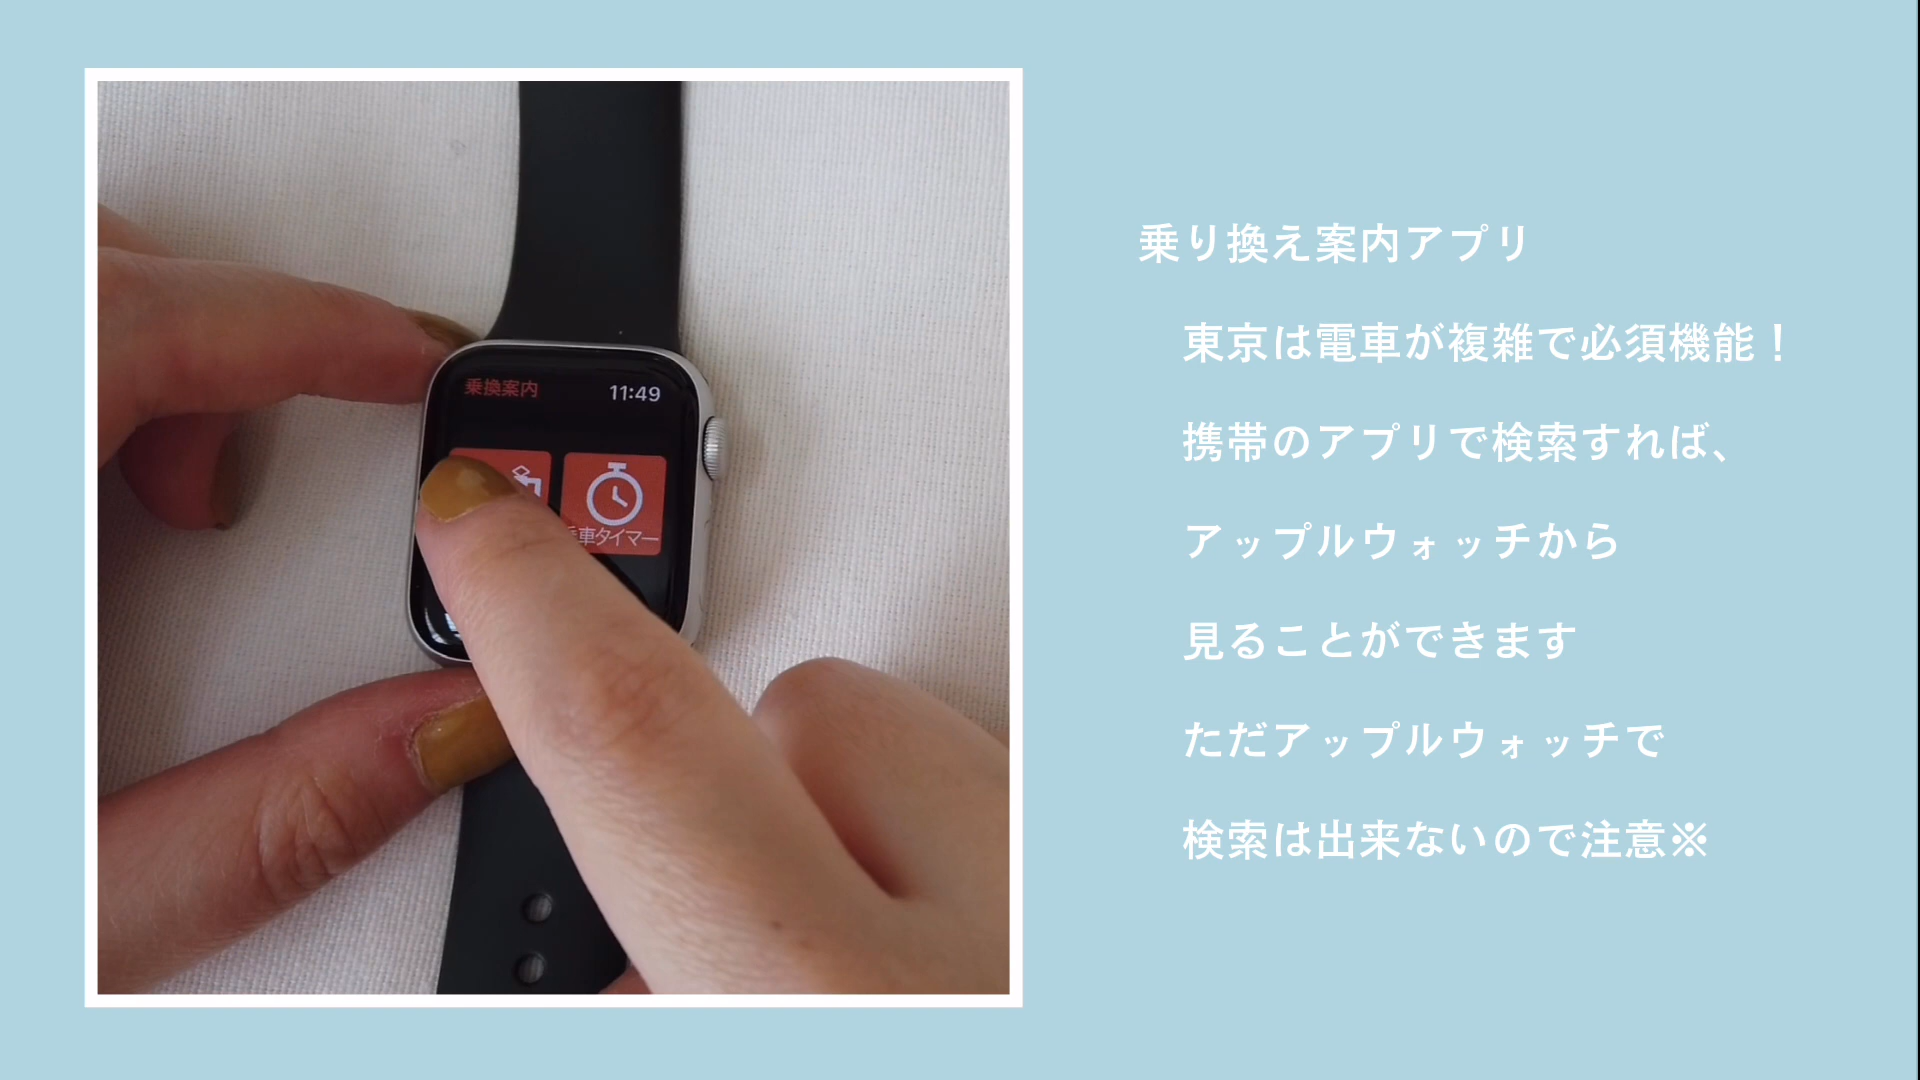 乗換案内
11:49
乗車タイマー
乗り換え案内アプリ
東京は電車が複雑で必須機能！
携帯のアプリで検索すれば、
アップルウォッチから
見ることができます
ただアップルウォッチで
検索は出来ないので注意※